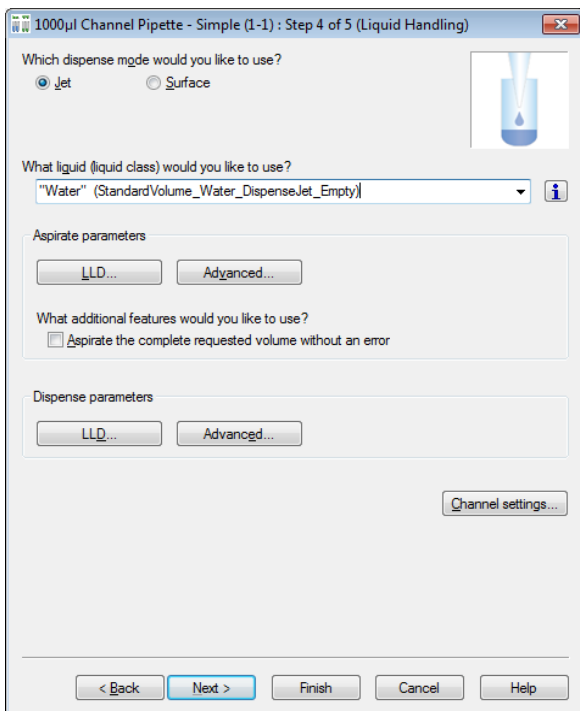 1000µl Channel Pipette - Simple (1-1) : Step 4 of 5 (Liquid Handling)
Which dispense mode would you like to use?
Jet Surface
What liquid (liquid class) would you like to use?
"Water" (StandardVolume_Water_DispenseJet_Empty)
Aspirate parameters
LLD... Advanced...
What additional features would you like to use?
Aspirate the complete requested volume without an error
Dispense parameters
LLD... Advanced...
Channel settings...
< Back Next > Finish Cancel Help